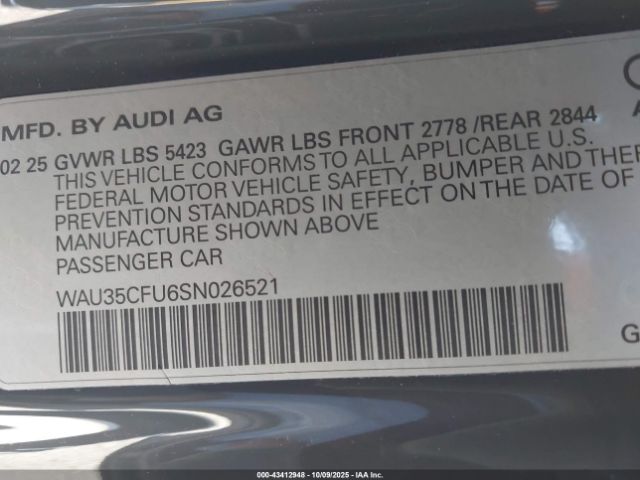 MFD. BY AUDI AG
02 25 GVWR LBS 5423 GAWR LBS FRONT 2778 /REAR 2844
THIS VEHICLE CONFORMS TO ALL APPLICABLE U.S.
FEDERAL MOTOR VEHICLE SAFETY, BUMPER AND THEF
PREVENTION STANDARDS IN EFFECT ON THE DATE OF
MANUFACTURE SHOWN ABOVE
PASSENGER CAR
WAU35CFU6SN026521
G
© - 43412948 - 10/09/2025 - IAA Inc.